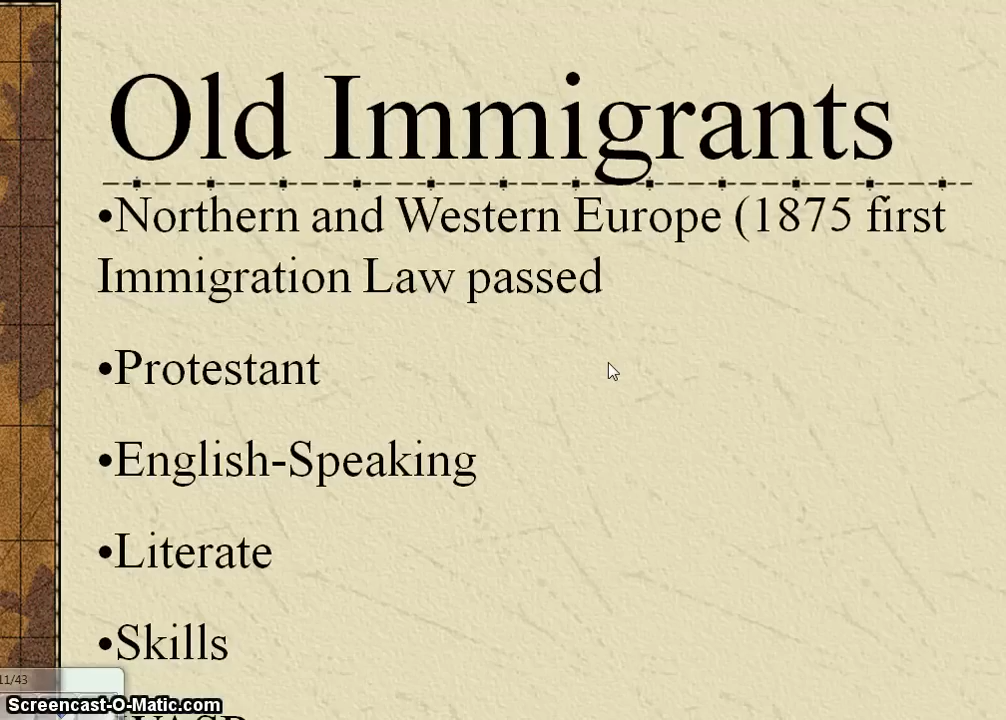 Old Immigrants
•Northern and Western Europe (1875 first
Immigration Law passed
•Protestant
•English-Speaking
•Literate
•Skills
11/43
Screencast-O-Matic.com